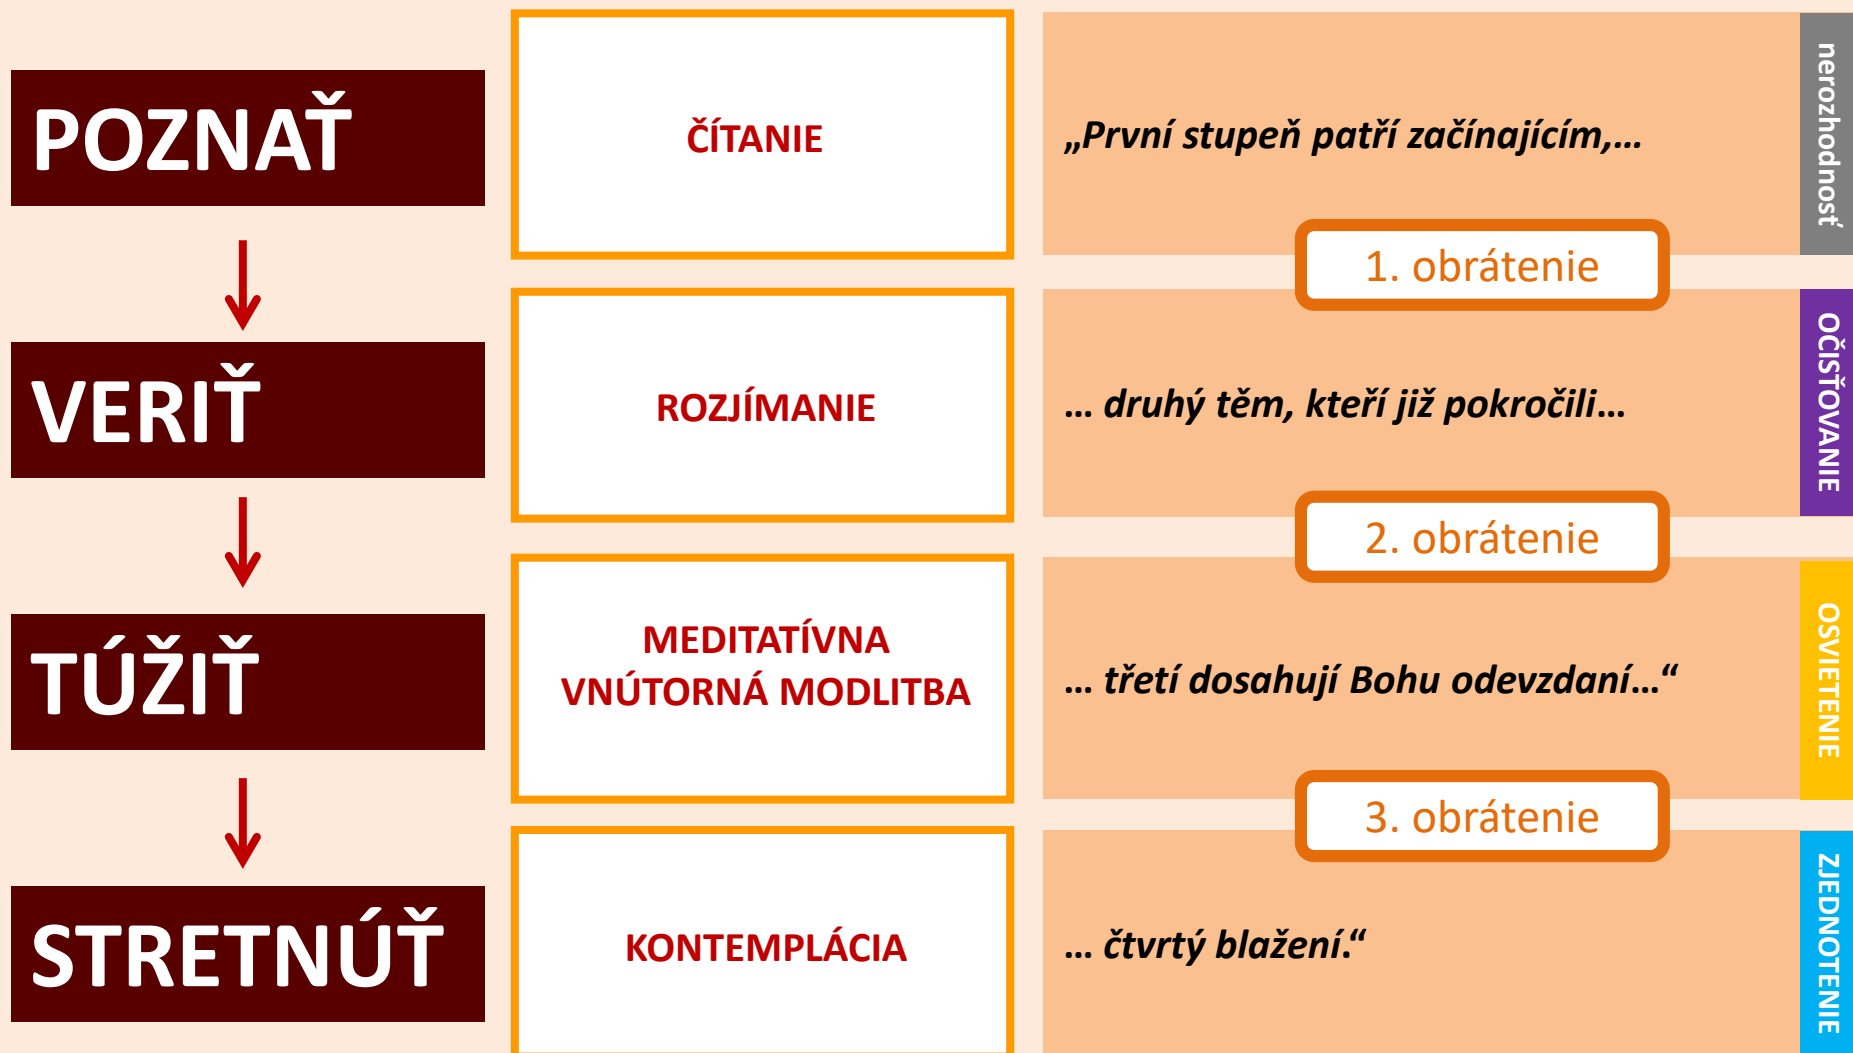 POZNAŤ
ČÍTANIE
„První stupeň patří začínajícím,…
nerozhodnosť
1. obrátenie
VERIŤ
ROZJÍMANIE
… druhý těm, kteří již pokročili…
OČISŤOVANIE
2. obrátenie
TÚŽIŤ
MEDITATÍVNA
VNÚTORNÁ MODLITBA
… třetí dosahují Bohu odevzdaní…“
OSVIETENIE
3. obrátenie
STRETNÚŤ
KONTEMPLÁCIA
… čtvrtý blažení.“
ZJEDNOTENIE